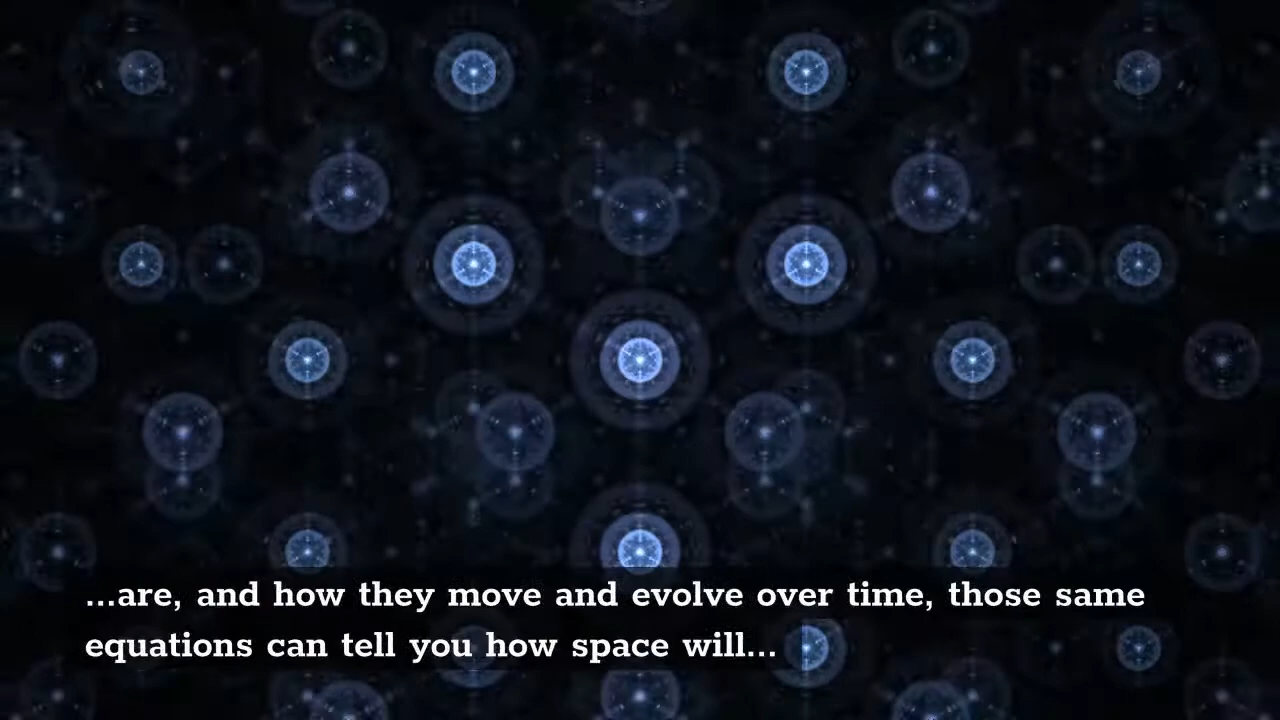 ...are, and how they move and evolve over time, those same
equations can tell you how space will...